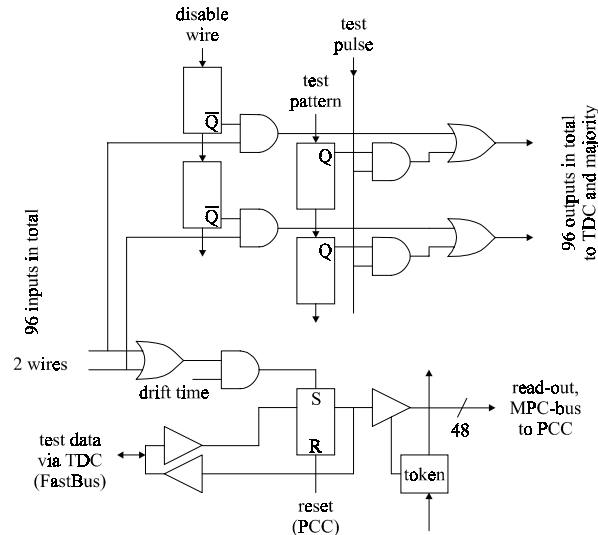 disable
wire
test
pulse
test
pattern
Q̅
Q
Q̅
Q
96 outputs in total
to TDC and majority
96 inputs in total
2 wires
drift time
S
R
read-out,
MPC-bus
to PCC
48
test data
via TDC
(FastBus)
token
reset
(PCC)